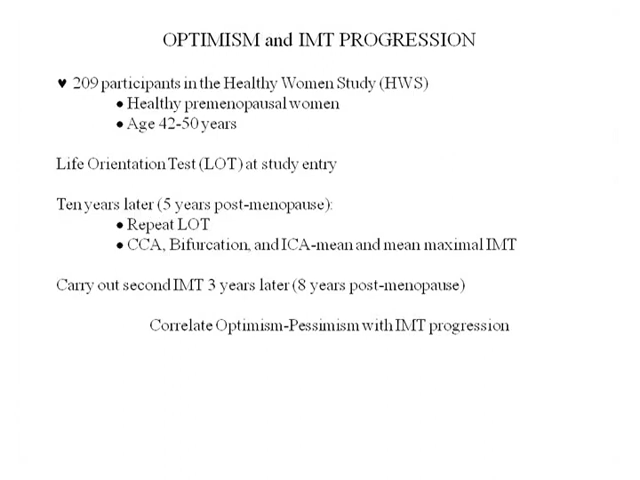 OPTIMISM and IMT PROGRESSION
♥ 209 participants in the Healthy Women Study (HWS)
● Healthy premenopausal women
● Age 42-50 years
Life Orientation Test (LOT) at study entry
Ten years later (5 years post-menopause):
● Repeat LOT
● CCA, Bifurcation, and ICA-mean and mean maximal IMT
Carry out second IMT 3 years later (8 years post-menopause)
Correlate Optimism-Pessimism with IMT progression